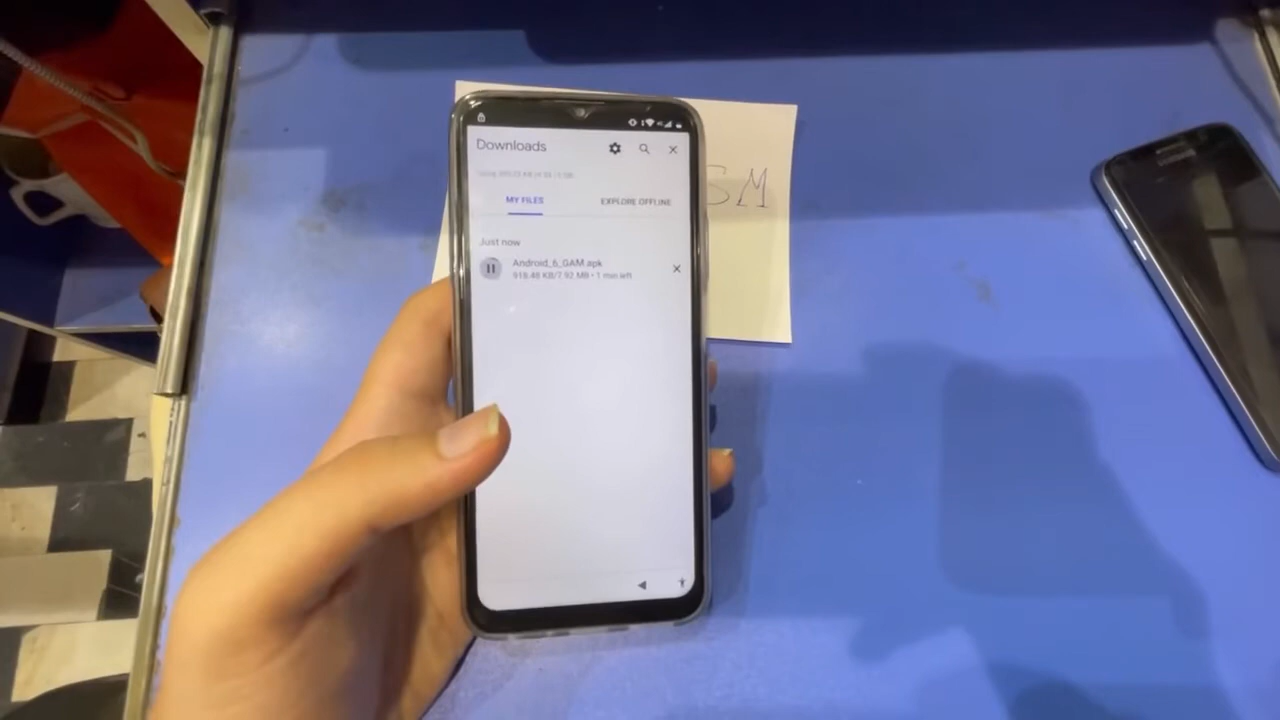 Downloads
MY FILES
EXPLORE OFFLINE
Just now
Android_6_GAM.apk
918.48 KB/7.92 MB • 1 min left
SM